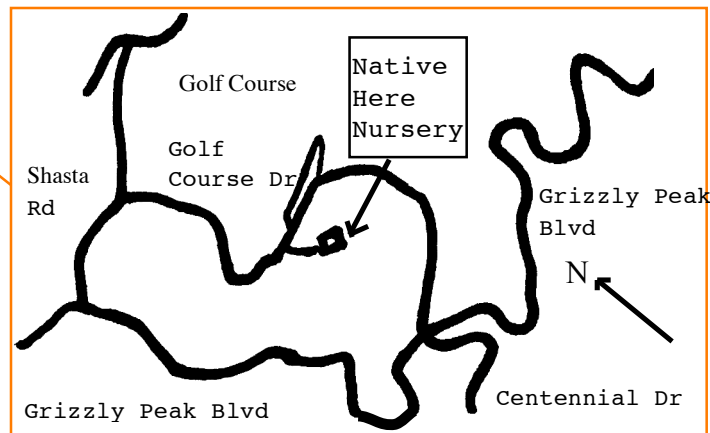 Native
Here
Nursery
Golf Course
Golf
Course Dr
Shasta
Rd
Grizzly Peak
Blvd
N
Centennial Dr
Grizzly Peak Blvd